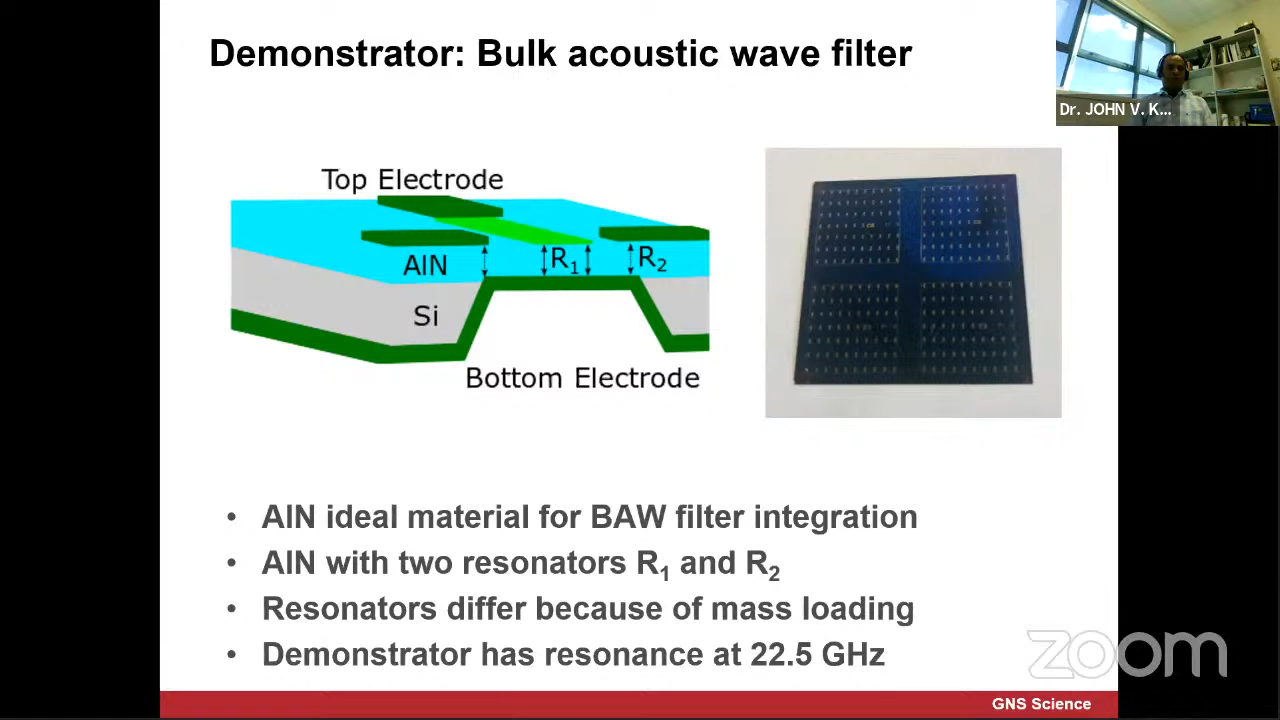 Demonstrator: Bulk acoustic wave filter
Dr. JOHN V. K...
Top Electrode
AlN
R1
R2
Si
Bottom Electrode
• AlN ideal material for BAW filter integration
• AlN with two resonators R1 and R2
• Resonators differ because of mass loading
• Demonstrator has resonance at 22.5 GHz
zoom
GNS Science